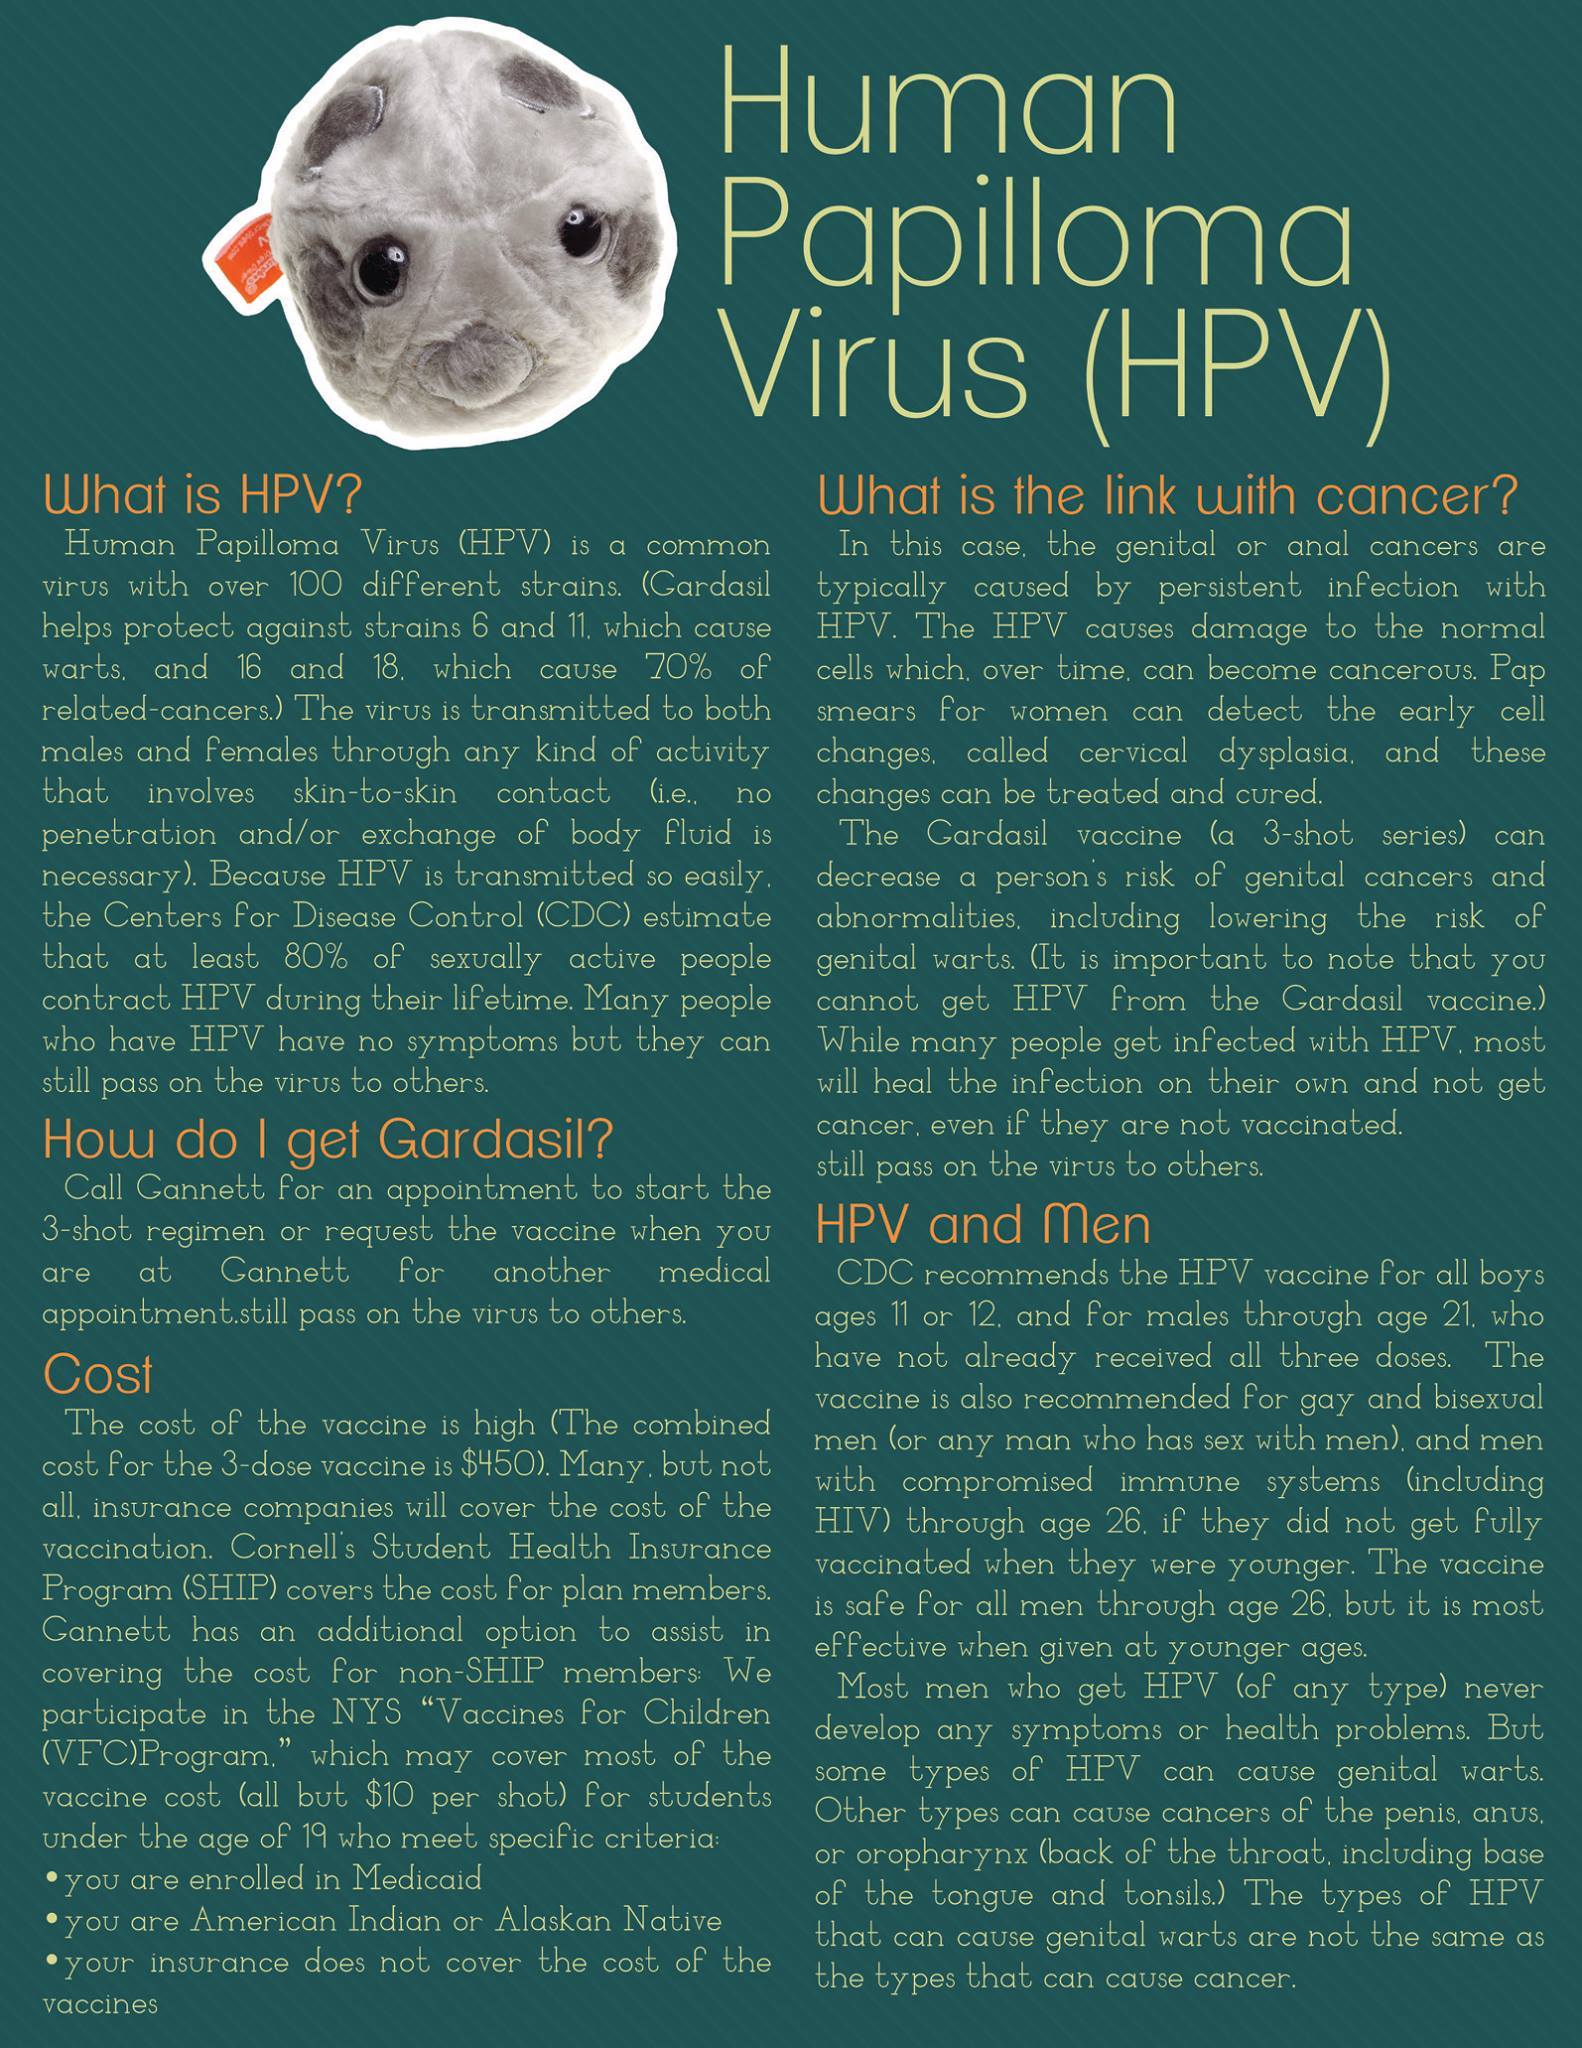 Human
Papilloma
Virus (HPV)
What is HPV?
Human Papilloma Virus (HPV) is a common
virus with over 100 different strains. (Gardasil
helps protect against strains 6 and 11, which cause
warts, and 16 and 18, which cause 70% of
related-cancers.) The virus is transmitted to both
males and females through any kind of activity
that involves skin-to-skin contact (i.e., no
penetration and/or exchange of body fluid is
necessary). Because HPV is transmitted so easily,
the Centers for Disease Control (CDC) estimate
that at least 80% of sexually active people
contract HPV during their lifetime. Many people
who have HPV have no symptoms but they can
still pass on the virus to others.
How do I get Gardasil?
Call Gannett for an appointment to start the
3-shot regimen or request the vaccine when you
are at Gannett for another medical
appointment.still pass on the virus to others.
Cost
The cost of the vaccine is high (The combined
cost for the 3-dose vaccine is $450). Many, but not
all, insurance companies will cover the cost of the
vaccination. Cornell's Student Health Insurance
Program (SHIP) covers the cost for plan members.
Gannett has an additional option to assist in
covering the cost for non-SHIP members: We
participate in the NYS “Vaccines for Children
(VFC)Program,” which may cover most of the
vaccine cost (all but $10 per shot) for students
under the age of 19 who meet specific criteria:
•you are enrolled in Medicaid
•you are American Indian or Alaskan Native
•your insurance does not cover the cost of the
vaccines
What is the link with cancer?
In this case, the genital or anal cancers are
typically caused by persistent infection with
HPV. The HPV causes damage to the normal
cells which, over time, can become cancerous. Pap
smears for women can detect the early cell
changes, called cervical dysplasia, and these
changes can be treated and cured.
The Gardasil vaccine (a 3-shot series) can
decrease a person's risk of genital cancers and
abnormalities, including lowering the risk of
genital warts. (It is important to note that you
cannot get HPV from the Gardasil vaccine.)
While many people get infected with HPV, most
will heal the infection on their own and not get
cancer, even if they are not vaccinated.
still pass on the virus to others.
HPV and Men
CDC recommends the HPV vaccine for all boys
ages 11 or 12, and for males through age 21, who
have not already received all three doses. The
vaccine is also recommended for gay and bisexual
men (or any man who has sex with men), and men
with compromised immune systems (including
HIV) through age 26, if they did not get fully
vaccinated when they were younger. The vaccine
is safe for all men through age 26, but it is most
effective when given at younger ages.
Most men who get HPV (of any type) never
develop any symptoms or health problems. But
some types of HPV can cause genital warts.
Other types can cause cancers of the penis, anus,
or oropharynx (back of the throat, including base
of the tongue and tonsils.) The types of HPV
that can cause genital warts are not the same as
the types that can cause cancer.